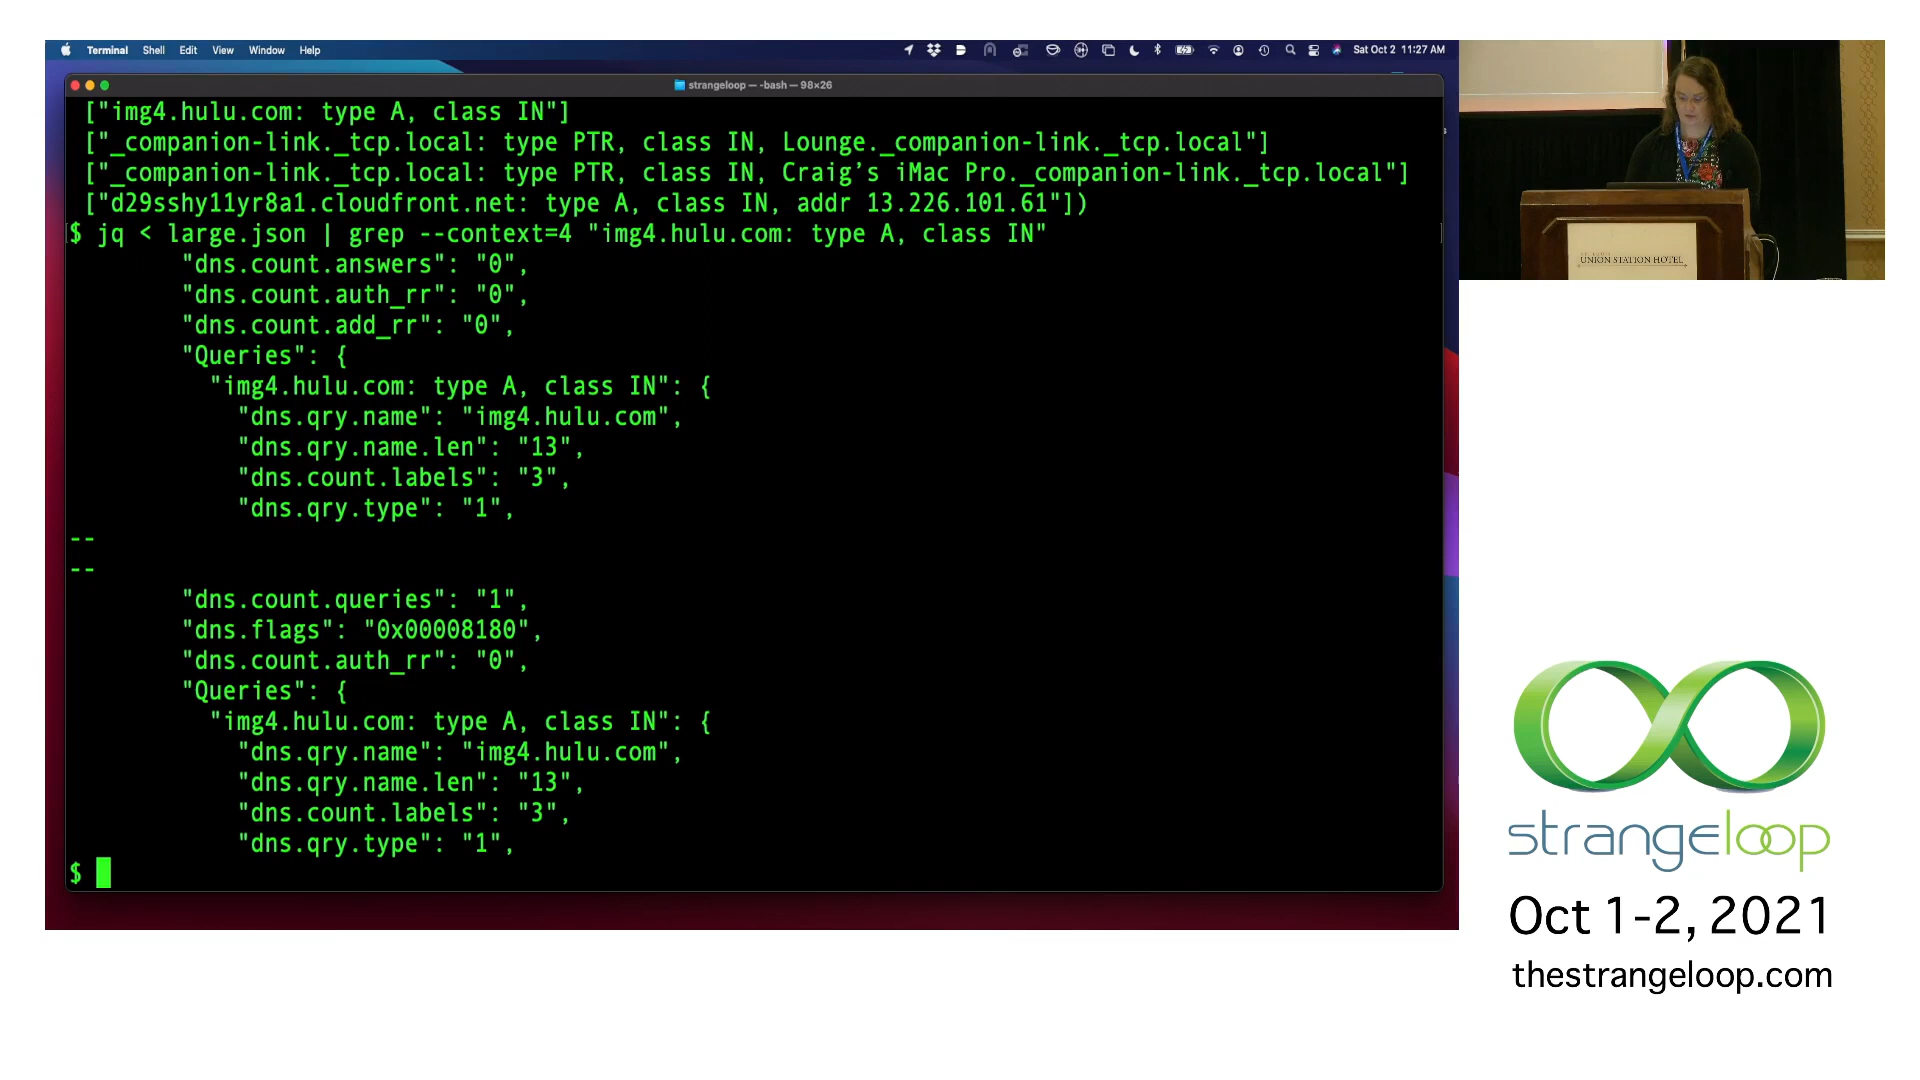 Terminal Shell Edit View Window Help
Sat Oct 2 11:27 AM
strangeloop — -bash — 98×26
["img4.hulu.com: type A, class IN"]
["_companion-link._tcp.local: type PTR, class IN, Lounge._companion-link._tcp.local"]
["_companion-link._tcp.local: type PTR, class IN, Craig’s iMac Pro._companion-link._tcp.local"]
["d29sshy11yr8a1.cloudfront.net: type A, class IN, addr 13.226.101.61"])
$ jq < large.json | grep --context=4 "img4.hulu.com: type A, class IN"
"dns.count.answers": "0",
"dns.count.auth_rr": "0",
"dns.count.add_rr": "0",
"Queries": {
"img4.hulu.com: type A, class IN": {
"dns.qry.name": "img4.hulu.com",
"dns.qry.name.len": "13",
"dns.count.labels": "3",
"dns.qry.type": "1",
--
--
"dns.count.queries": "1",
"dns.flags": "0x00008180",
"dns.count.auth_rr": "0",
"Queries": {
"img4.hulu.com: type A, class IN": {
"dns.qry.name": "img4.hulu.com",
"dns.qry.name.len": "13",
"dns.count.labels": "3",
"dns.qry.type": "1",
$
UNION STATION HOTEL
strangeloop
Oct 1-2, 2021
thestrangeloop.com